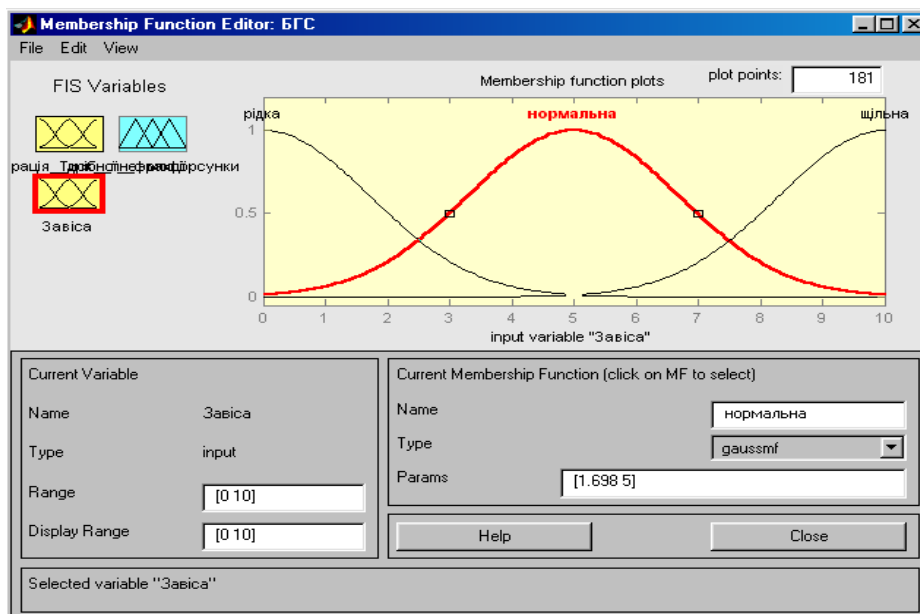 Membership Function Editor: БГС
File Edit View
FIS Variables
Membership function plots
plot points: 181
рідка
нормальна
щільна
1
0.5
0
0 1 2 3 4 5 6 7 8 9 10
input variable "Завіса"
Завіса
Current Variable
Name Завіса
Type input
Range [0 10]
Display Range [0 10]
Current Membership Function (click on MF to select)
Name нормальна
Type gaussmf
Params [1.698 5]
Help
Close
Selected variable "Завіса"